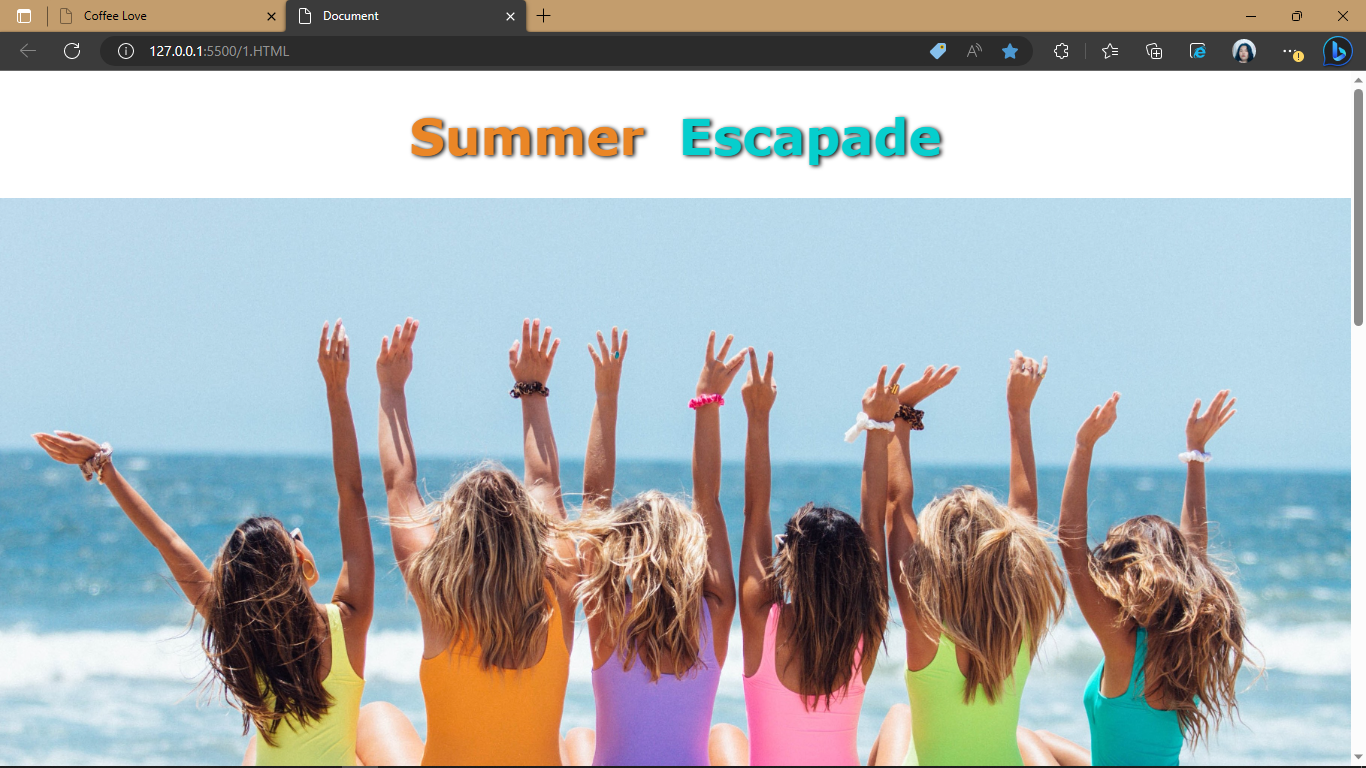 Coffee Love
Document
127.0.0.1:5500/1.HTML
Summer Escapade